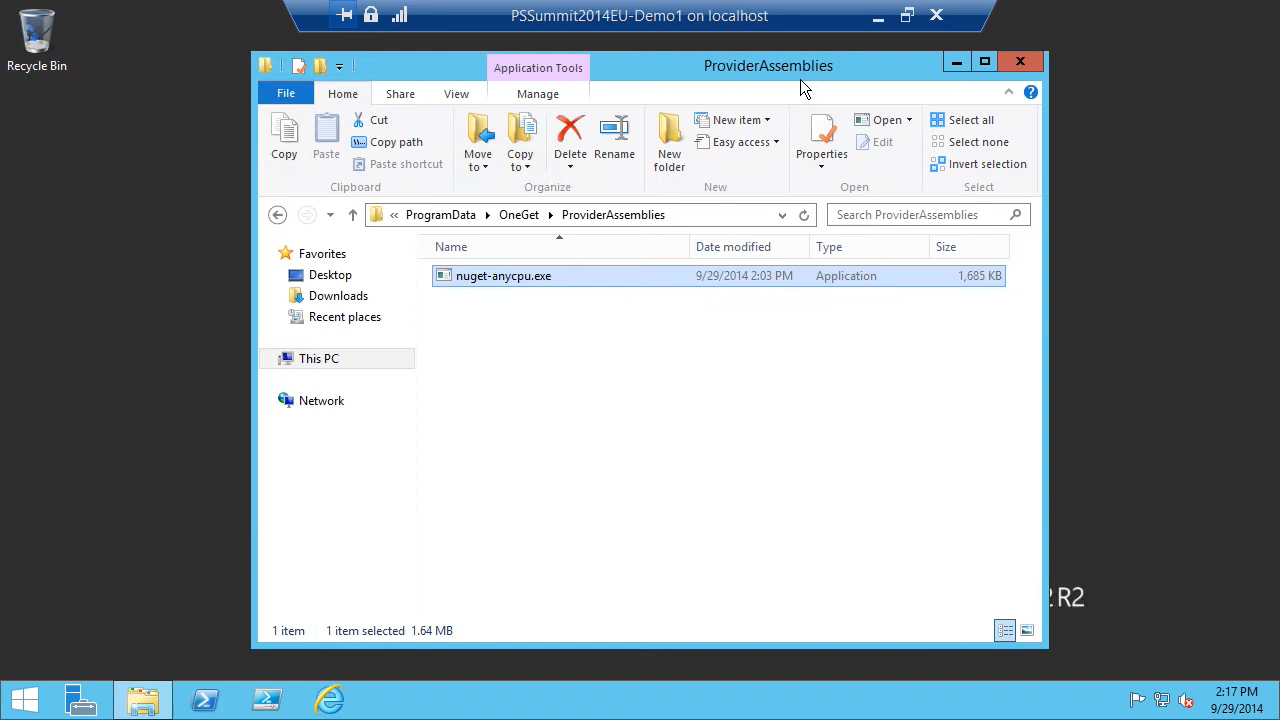 PSSummit2014EU-Demo1 on localhost
Recycle Bin
Application Tools
ProviderAssemblies
File
Home
Share
View
Manage
Copy
Paste
Cut
Copy path
Paste shortcut
Clipboard
Move to
Copy to
Delete
Rename
Organize
New folder
New item
Easy access
New
Properties
Open
Edit
Open
Select all
Select none
Invert selection
Select
« ProgramData OneGet ProviderAssemblies
Search ProviderAssemblies
Name
Date modified
Type
Size
nuget-anycpu.exe
9/29/2014 2:03 PM
Application
1,685 KB
Favorites
Desktop
Downloads
Recent places
This PC
Network
R2
1 item
1 item selected 1.64 MB
2:17 PM
9/29/2014